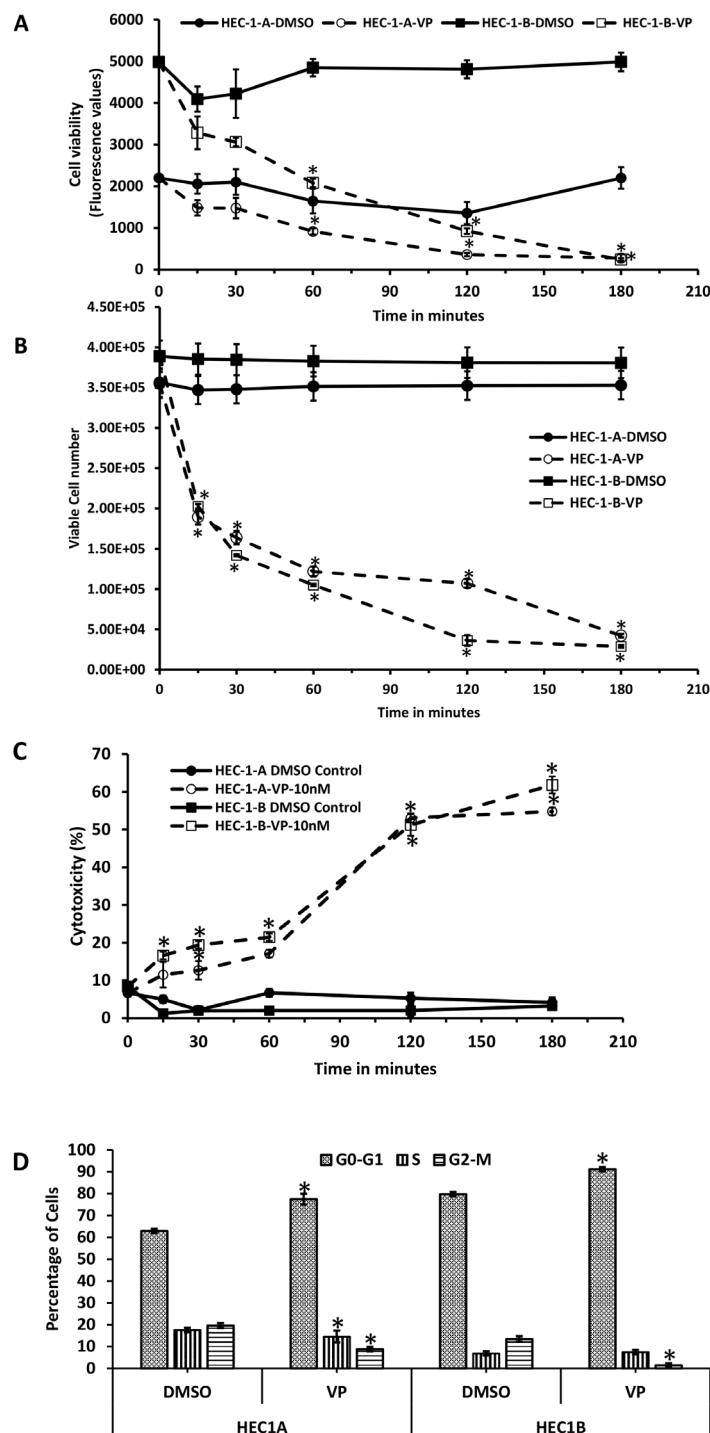 A
HEC-1-A-DMSO HEC-1-A-VP HEC-1-B-DMSO HEC-1-B-VP
Cell viability
(Fluorescence values)
6000
5000
4000
3000
2000
1000
0
* * * * * *
0 30 60 90 120 150 180 210
Time in minutes
B
Viable Cell number
4.50E+05
4.00E+05
3.50E+05
3.00E+05
2.50E+05
2.00E+05
1.50E+05
1.00E+05
5.00E+04
0.00E+00
HEC-1-A-DMSO
HEC-1-A-VP
HEC-1-B-DMSO
HEC-1-B-VP
* * * * * * * * * *
0 30 60 90 120 150 180 210
Time in minutes
C
Cytotoxicity (%)
70
60
50
40
30
20
10
0
HEC-1-A DMSO Control
HEC-1-A-VP-10nM
HEC-1-B DMSO Control
HEC-1-B-VP-10nM
* * * * * * * *
0 30 60 90 120 150 180 210
Time in minutes
D
Percentage of Cells
100
90
80
70
60
50
40
30
20
10
0
G0-G1 S G2-M
* * * * *
DMSO VP DMSO VP
HEC1A HEC1B